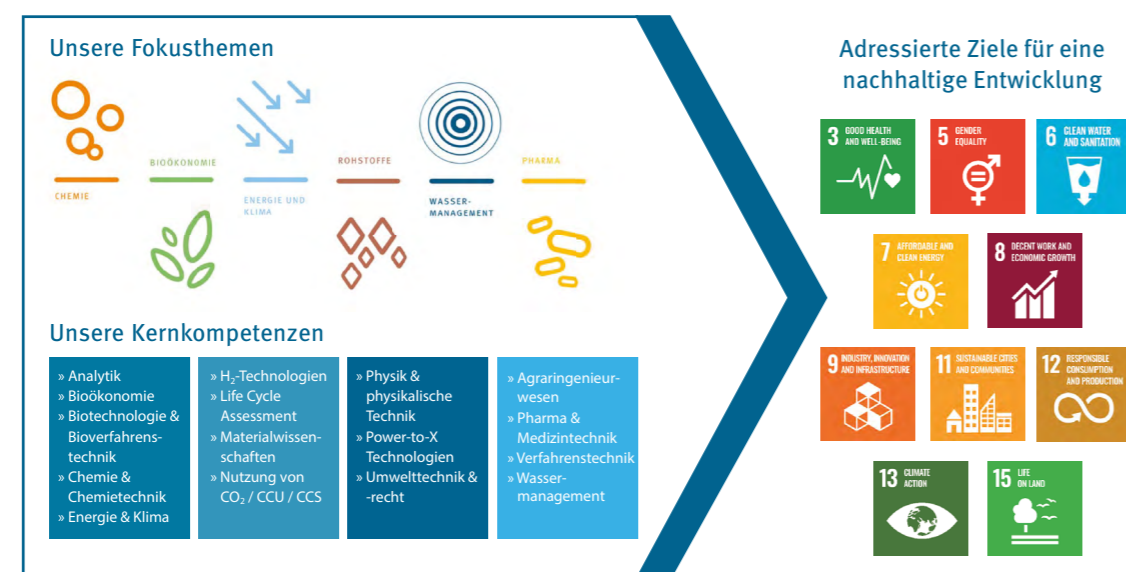 Unsere Fokusthemen
CHEMIE
BIOÖKONOMIE
ENERGIE UND
KLIMA
ROHSTOFFE
WASSER-
MANAGEMENT
PHARMA
Unsere Kernkompetenzen
» Analytik
» Bioökonomie
» Biotechnologie &
Bioverfahrens-
technik
» Chemie &
Chemietechnik
» Energie & Klima
» H₂-Technologien
» Life Cycle
Assessment
» Materialwissen-
schaften
» Nutzung von
CO₂ / CCU / CCS
» Physik &
physikalische
Technik
» Power-to-X
Technologien
» Umwelttechnik &
-recht
» Agraringenieur-
wesen
» Pharma &
Medizintechnik
» Verfahrenstechnik
» Wasser-
management
Adressierte Ziele für eine
nachhaltige Entwicklung
3 GOOD HEALTH
AND WELL-BEING
5 GENDER
EQUALITY
6 CLEAN WATER
AND SANITATION
7 AFFORDABLE AND
CLEAN ENERGY
8 DECENT WORK AND
ECONOMIC GROWTH
9 INDUSTRY, INNOVATION
AND INFRASTRUCTURE
11 SUSTAINABLE CITIES
AND COMMUNITIES
12 RESPONSIBLE
CONSUMPTION
AND PRODUCTION
13 CLIMATE
ACTION
15 LIFE
ON LAND